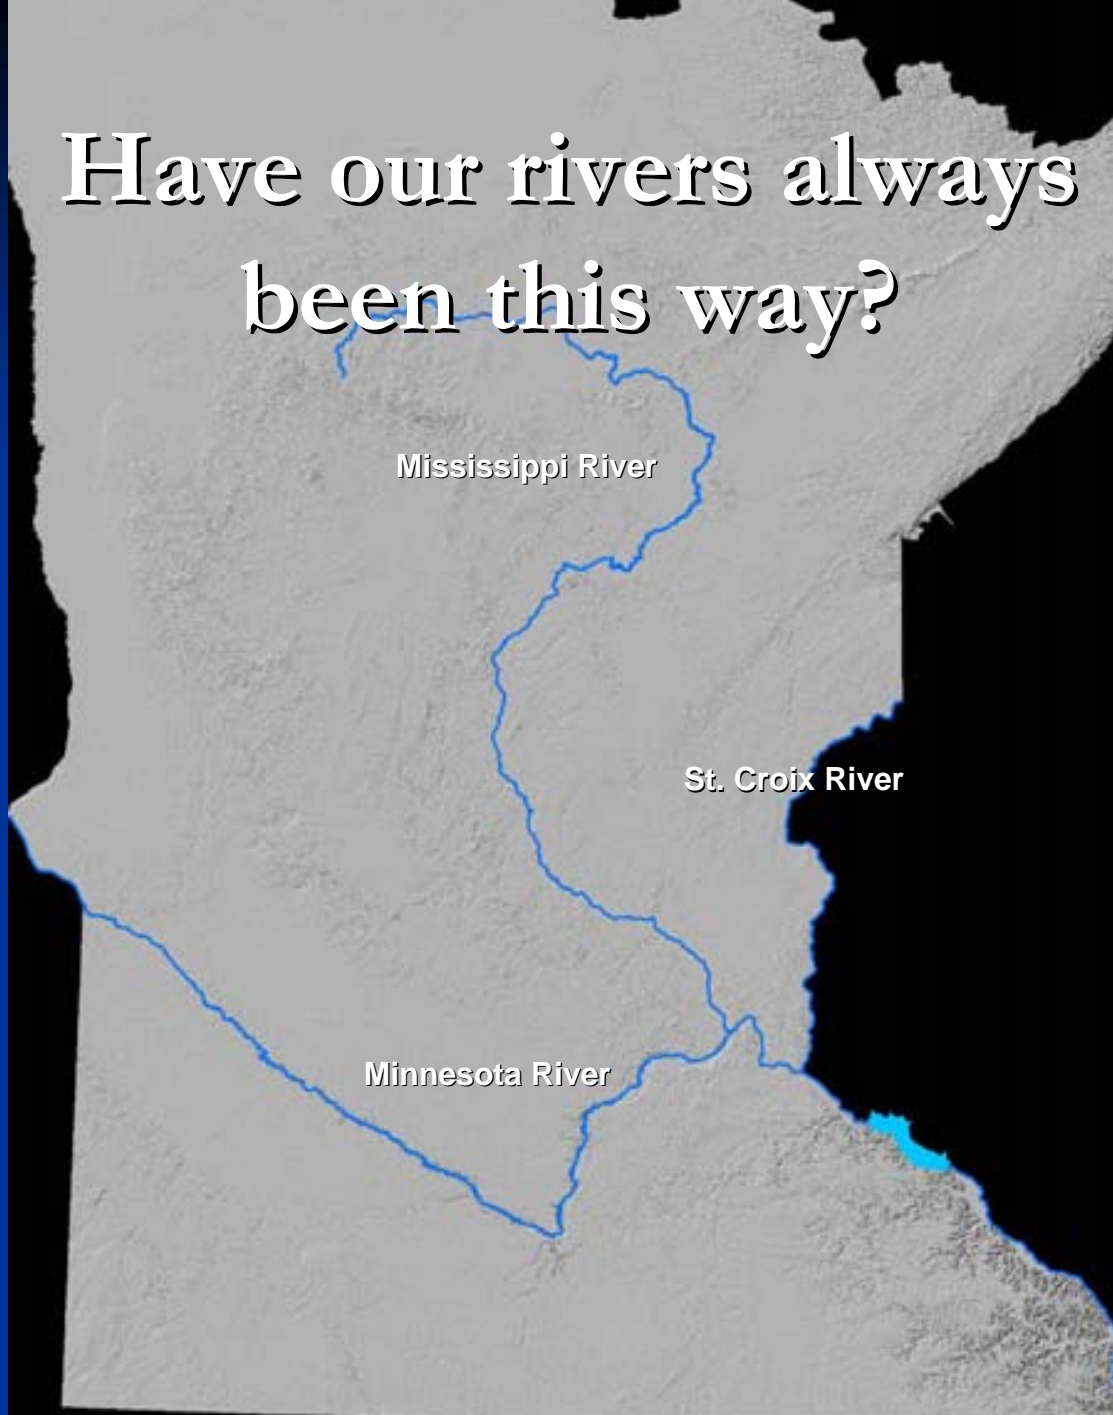 Have our rivers always
been this way?
Mississippi River
St. Croix River
Minnesota River